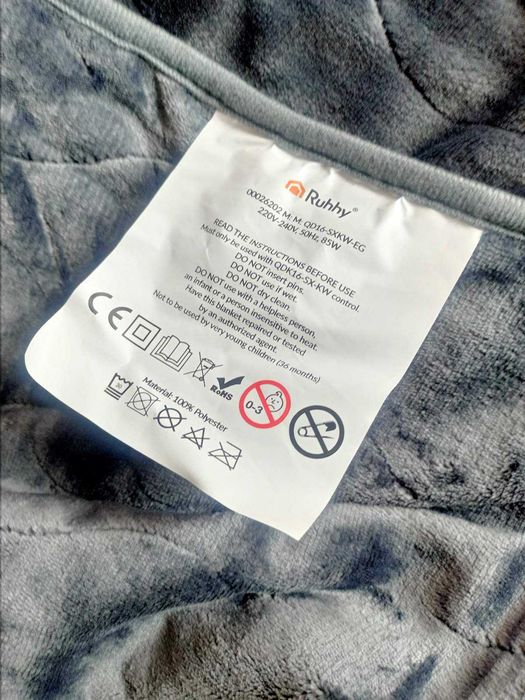 Ruhhy®
00026202 M: M: QD16-SXKW-EG
220V-240V, 50Hz, 85W
READ THE INSTRUCTIONS BEFORE USE
Must only be used with QDK16-SX-KW control.
DO NOT insert pins.
DO NOT use if wet.
DO NOT dry clean.
DO NOT use with a helpless person,
an infant or a person insensitive to heat.
Have this blanket repaired or tested
by an authorized agent.
Not to be used by very young children (36 months)
CE
RoHS
0-3
Material: 100% Polyester
30